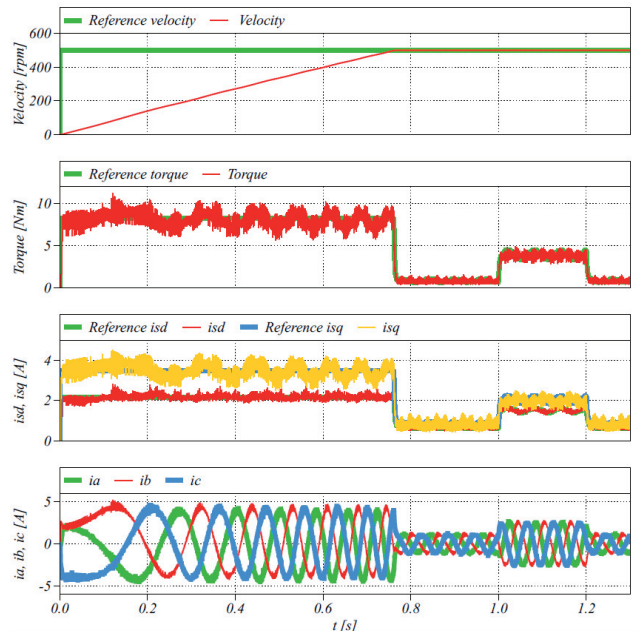 Reference velocity Velocity
600
400
200
0
Velocity [rpm]
Reference torque Torque
10
5
0
Torque [Nm]
Reference isd isd Reference isq isq
4
2
0
isd, isq [A]
ia ib ic
5
0
-5
ia, ib, ic [A]
0.0 0.2 0.4 0.6 0.8 1.0 1.2
t [s]